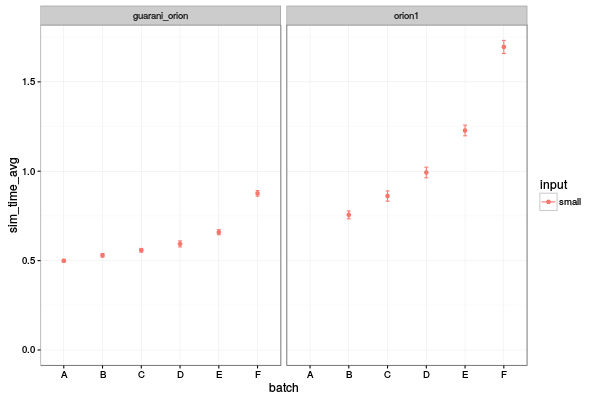 guarani_orion
orion1
sim_time_avg
1.5
1.0
0.5
0.0
A B C D E F
A B C D E F
batch
input
small